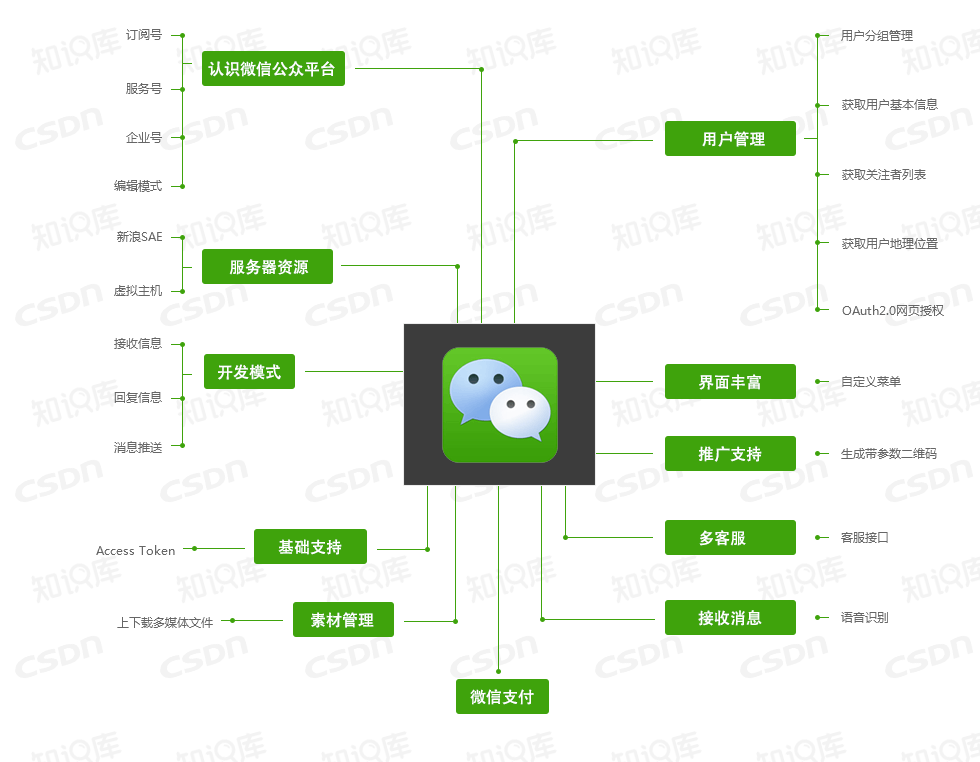 认识微信公众平台
订阅号
服务号
企业号
编辑模式
服务器资源
新浪SAE
虚拟主机
开发模式
接收信息
回复信息
消息推送
基础支持
Access Token
素材管理
上下载多媒体文件
微信支付
用户管理
用户分组管理
获取用户基本信息
获取关注者列表
获取用户地理位置
OAuth2.0网页授权
界面丰富
自定义菜单
推广支持
生成带参数二维码
多客服
客服接口
接收消息
语音识别
知识库
CSDN